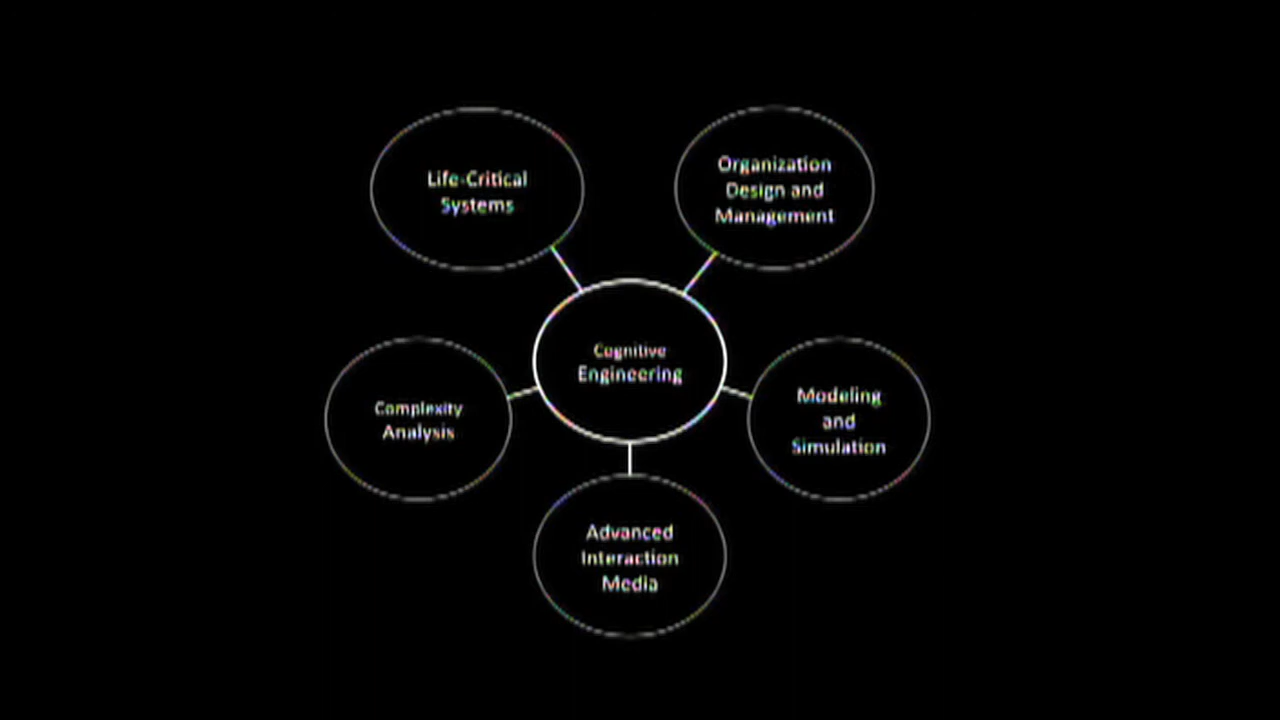 Life-Critical
Systems
Organization
Design and
Management
Cognitive
Engineering
Complexity
Analysis
Modeling
and
Simulation
Advanced
Interaction
Media